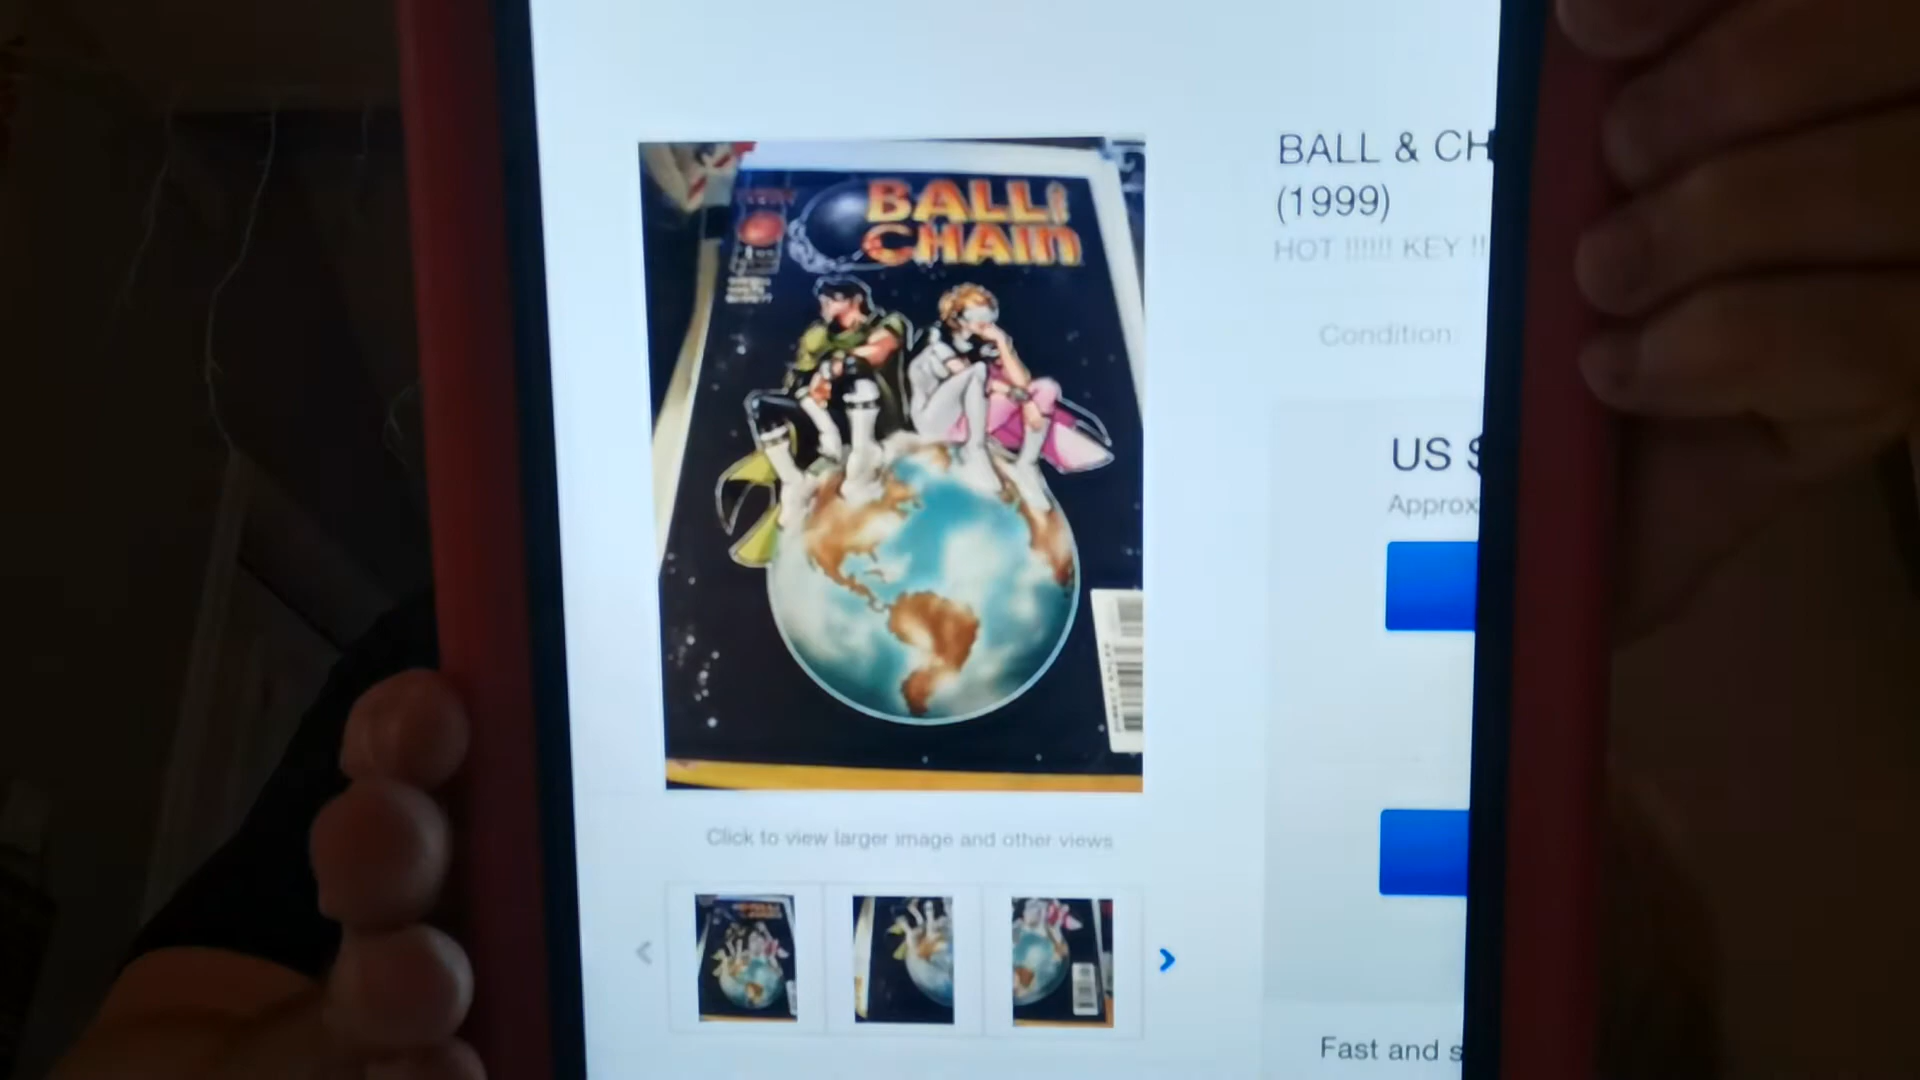 BALL &
CHAIN
BALL & CH
(1999)
HOT !!!!!! KEY !!
Condition:
US $
Approx
Click to view larger image and other views
Fast and s